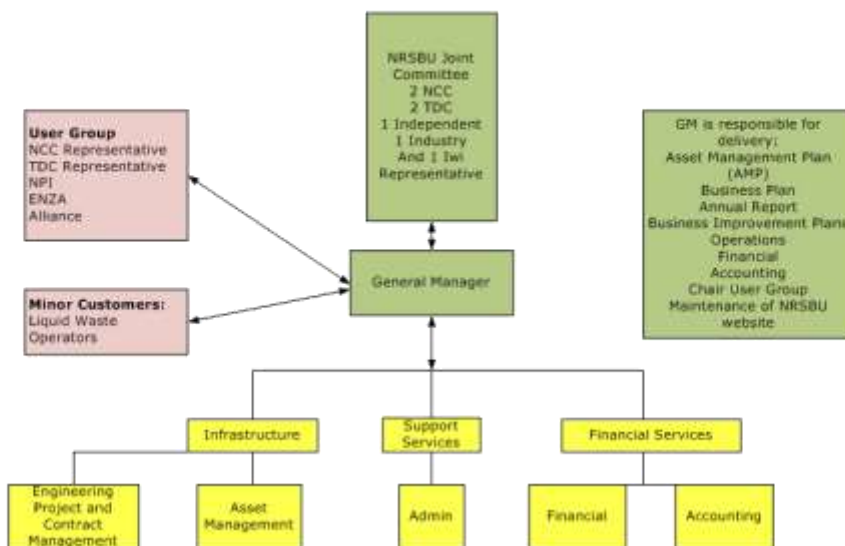 NRSBU Joint
Committee
2 NCC
2 TDC
1 Independent
1 Industry
And 1 Iwi
Representative
User Group
NCC Representative
TDC Representative
NPI
ENZA
Alliance
GM is responsible for
delivery:
Asset Management Plan
(AMP)
Business Plan
Annual Report
Business Improvement Plans
Operations
Financial
Accounting
Chair User Group
Maintenance of NRSBU
website
General Manager
Minor Customers:
Liquid Waste
Operators
Infrastructure
Support
Services
Financial Services
Engineering
Project and
Contract
Management
Asset
Management
Admin
Financial
Accounting